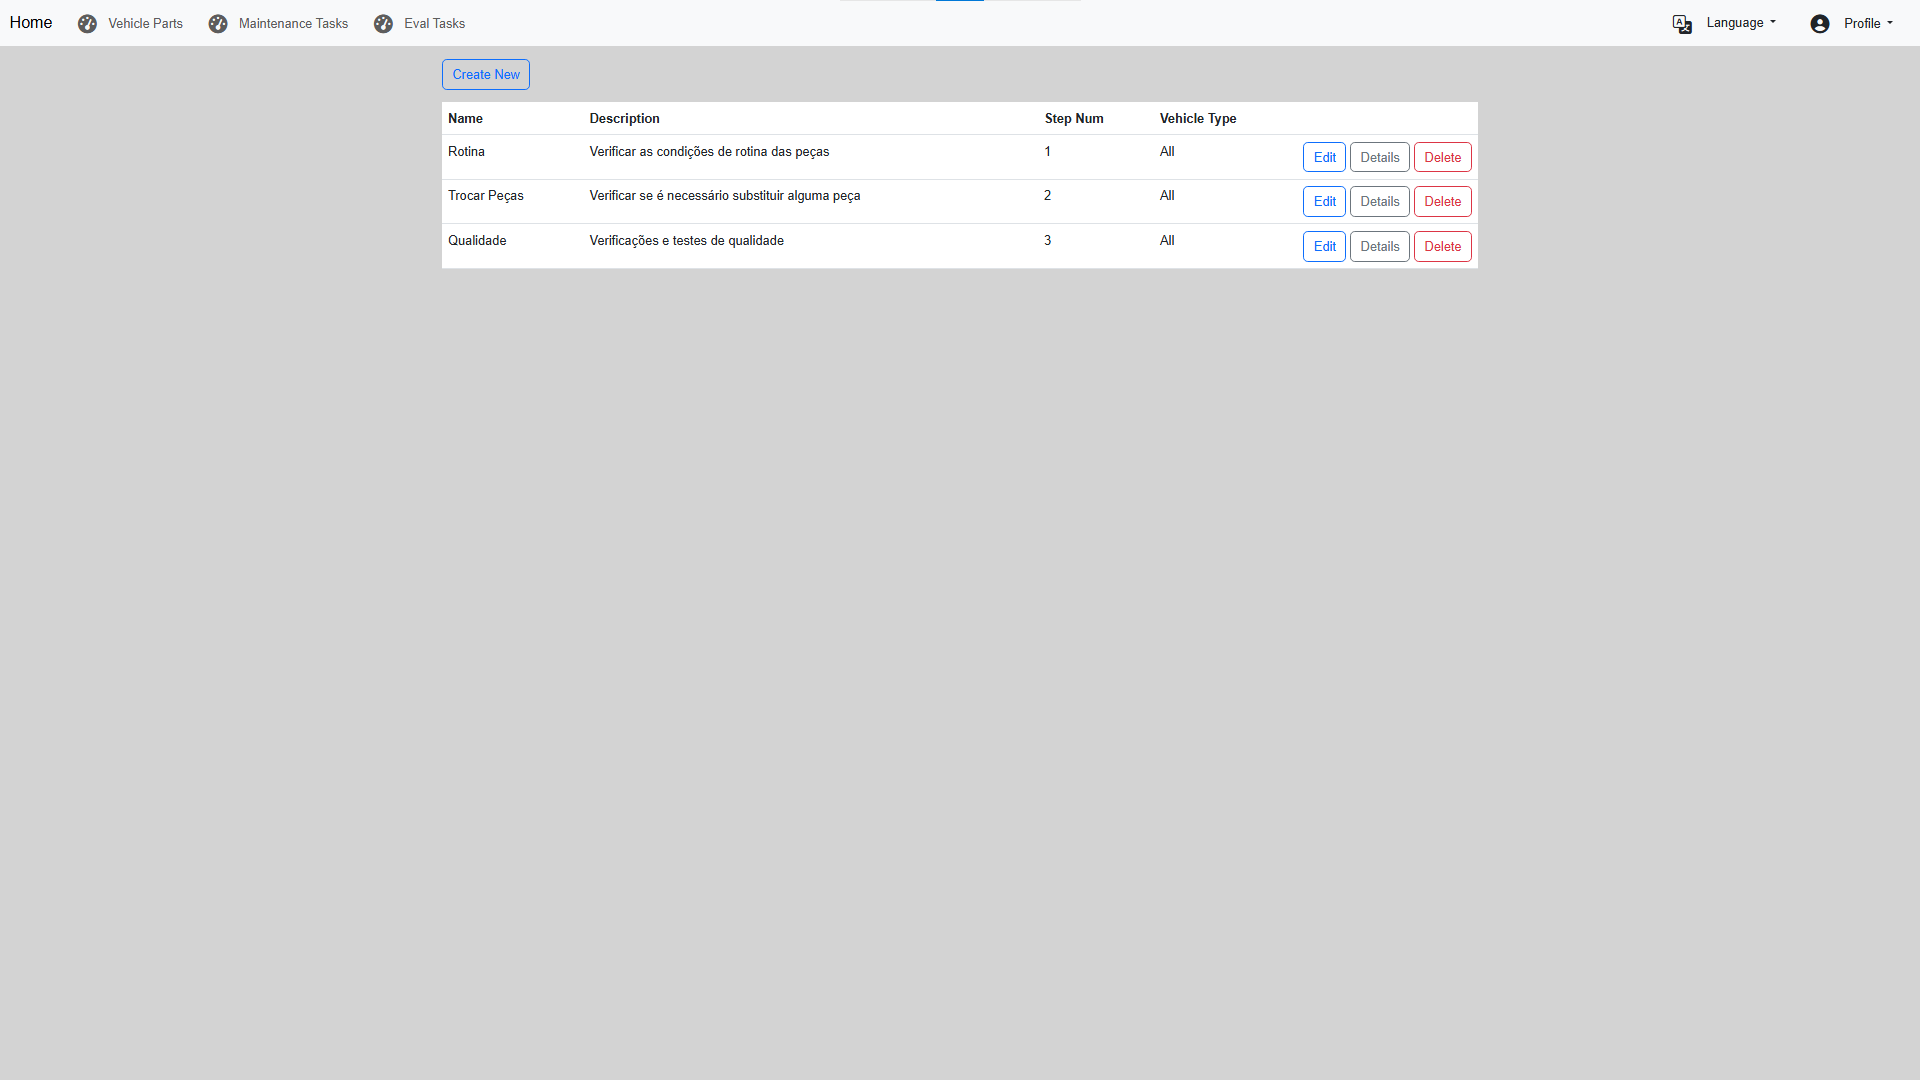 Home Vehicle Parts Maintenance Tasks Eval Tasks Language Profile
Create New
Name Description Step Num Vehicle Type
Rotina Verificar as condições de rotina das peças 1 All Edit Details Delete
Trocar Peças Verificar se é necessário substituir alguma peça 2 All Edit Details Delete
Qualidade Verificações e testes de qualidade 3 All Edit Details Delete